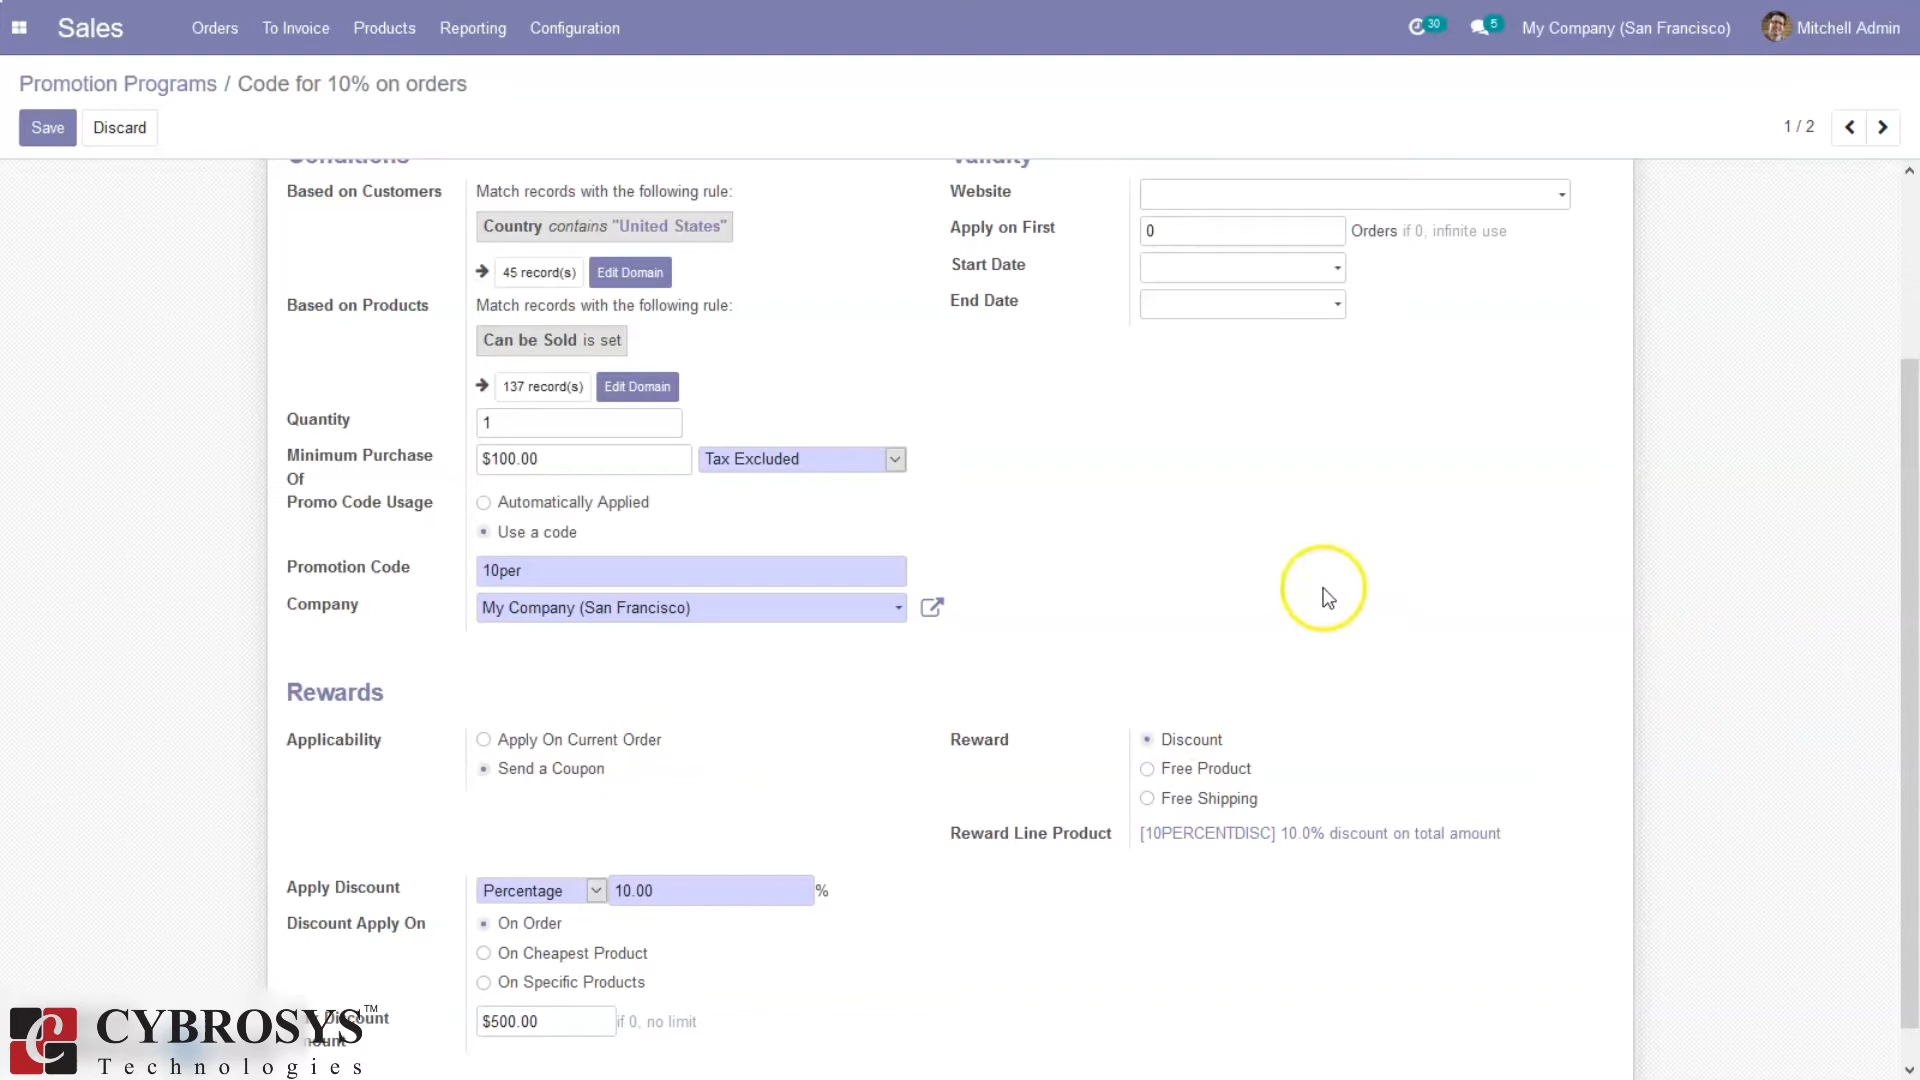 Sales
Orders
To Invoice
Products
Reporting
Configuration
30
5
My Company (San Francisco)
Mitchell Admin
Promotion Programs / Code for 10% on orders
Save
Discard
1 / 2
Conditions
Validity
Based on Customers
Match records with the following rule:
Country contains "United States"
45 record(s)
Edit Domain
Website
Apply on First
0
Orders if 0, infinite use
Start Date
End Date
Based on Products
Match records with the following rule:
Can be Sold is set
137 record(s)
Edit Domain
Quantity
1
Minimum Purchase
Of
$100.00
Tax Excluded
Promo Code Usage
Automatically Applied
Use a code
Promotion Code
10per
Company
My Company (San Francisco)
Rewards
Applicability
Apply On Current Order
Send a Coupon
Reward
Discount
Free Product
Free Shipping
Reward Line Product
[10PERCENTDISC] 10.0% discount on total amount
Apply Discount
Percentage
10.00
%
Discount Apply On
On Order
On Cheapest Product
On Specific Products
Discount
$500.00
if 0, no limit
CYBROSYS™
Technologies